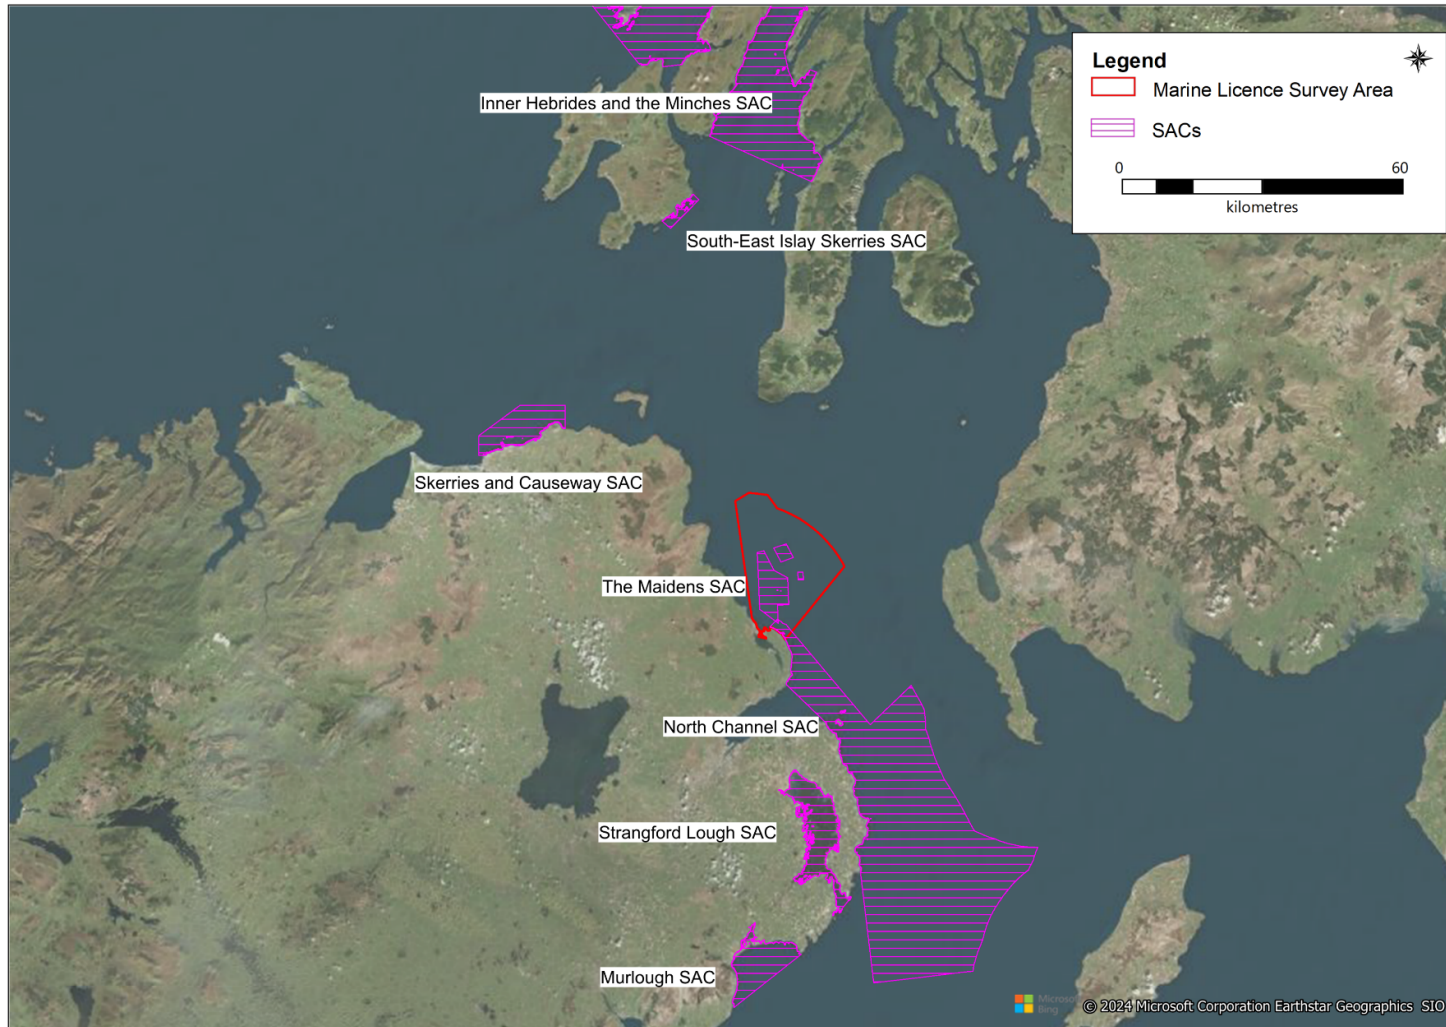 Legend
Marine Licence Survey Area
SACs
0 60
kilometres
Inner Hebrides and the Minches SAC
South-East Islay Skerries SAC
Skerries and Causeway SAC
The Maidens SAC
North Channel SAC
Strangford Lough SAC
Murlough SAC
Microsoft
Bing
© 2024 Microsoft Corporation Earthstar Geographics SIO